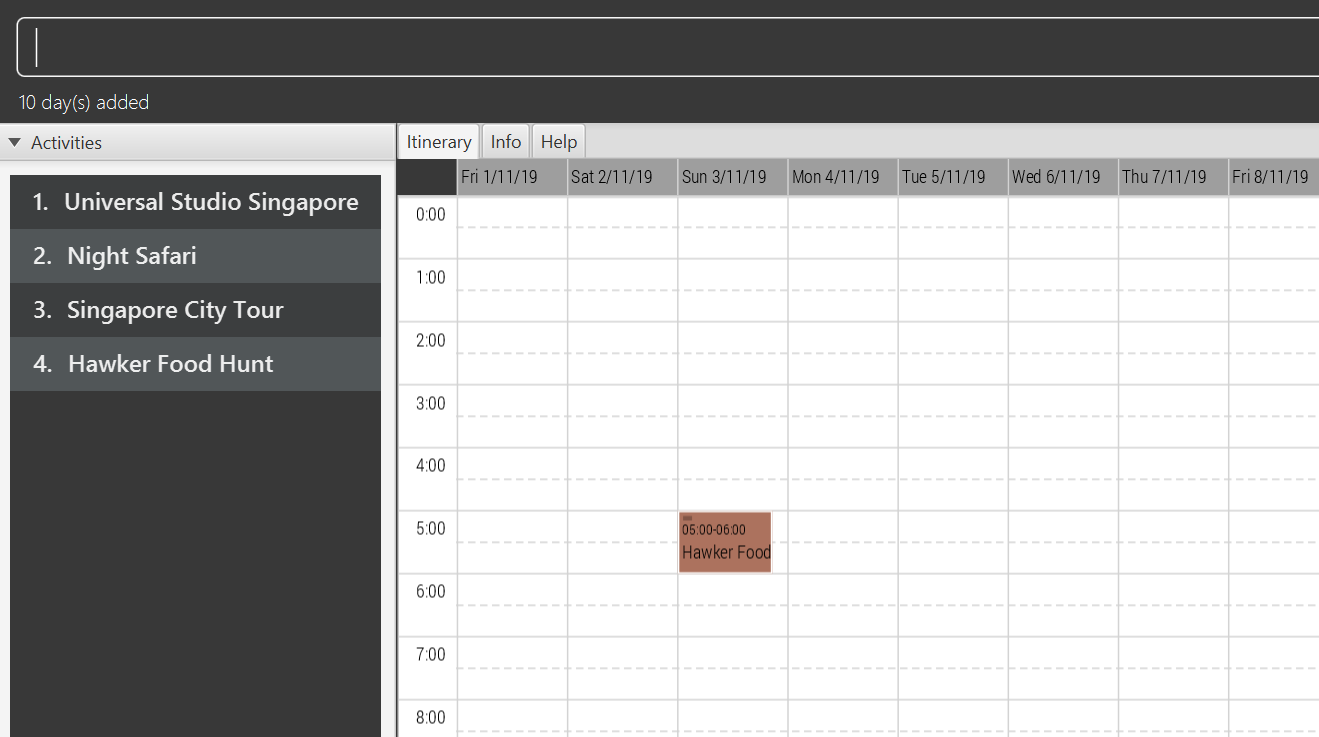 10 day(s) added
Activities
1. Universal Studio Singapore
2. Night Safari
3. Singapore City Tour
4. Hawker Food Hunt
Itinerary Info Help
Fri 1/11/19 Sat 2/11/19 Sun 3/11/19 Mon 4/11/19 Tue 5/11/19 Wed 6/11/19 Thu 7/11/19 Fri 8/11/19
0:00
1:00
2:00
3:00
4:00
5:00
05:00-06:00
Hawker Food
6:00
7:00
8:00